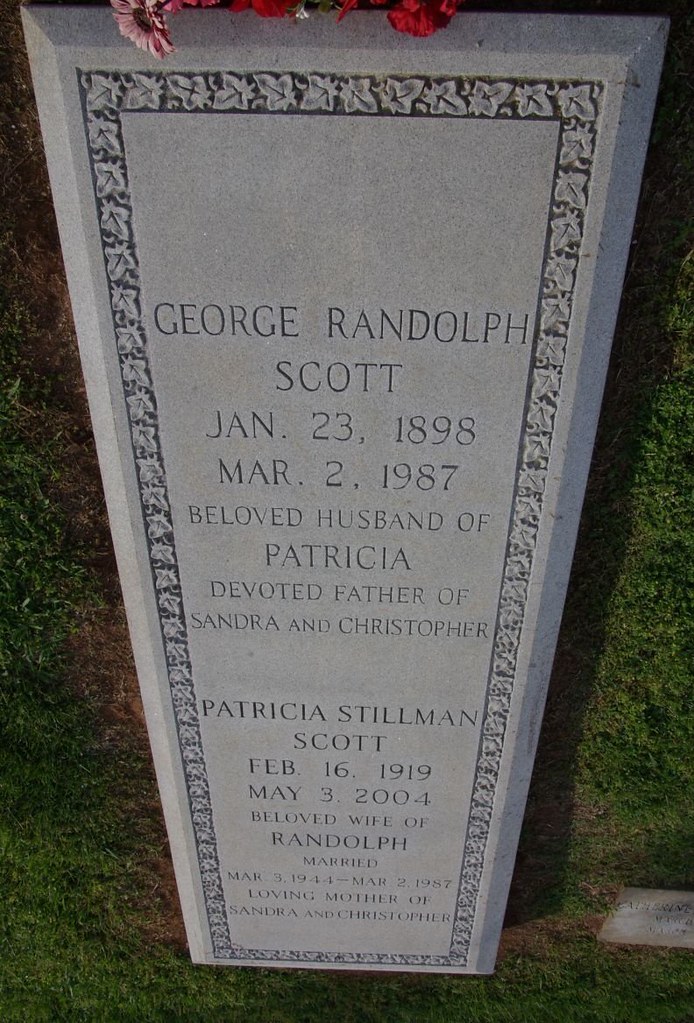 GEORGE RANDOLPH
SCOTT
JAN. 23, 1898
MAR. 2, 1987
BELOVED HUSBAND OF
PATRICIA
DEVOTED FATHER OF
SANDRA AND CHRISTOPHER
PATRICIA STILLMAN
SCOTT
FEB. 16, 1919
MAY 3, 2004
BELOVED WIFE OF
RANDOLPH
MARRIED
MAR. 3, 1944 — MAR. 2, 1987
LOVING MOTHER OF
SANDRA AND CHRISTOPHER